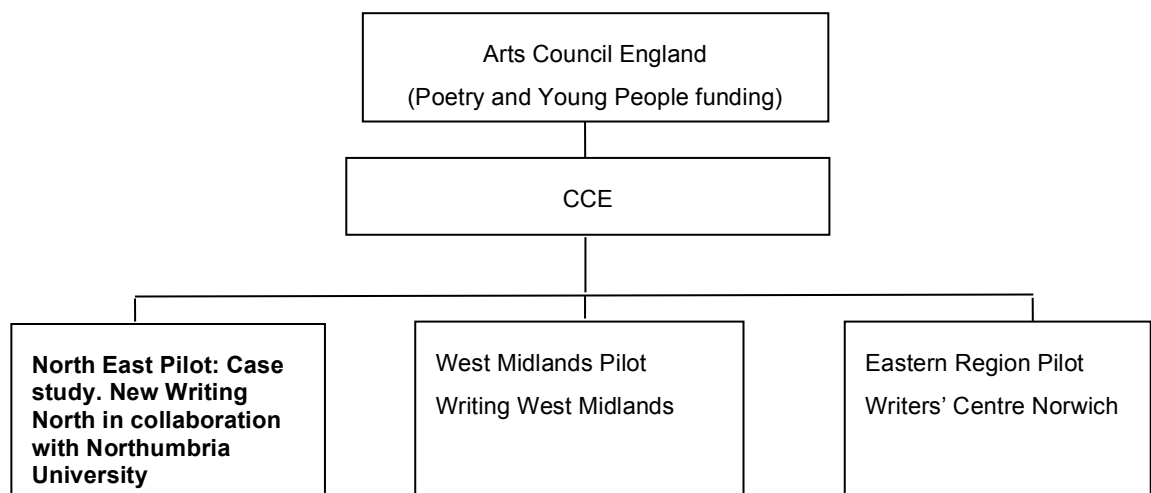 Arts Council England
(Poetry and Young People funding)
CCE
North East Pilot: Case
study. New Writing
North in collaboration
with Northumbria
University
West Midlands Pilot
Writing West Midlands
Eastern Region Pilot
Writers’ Centre Norwich